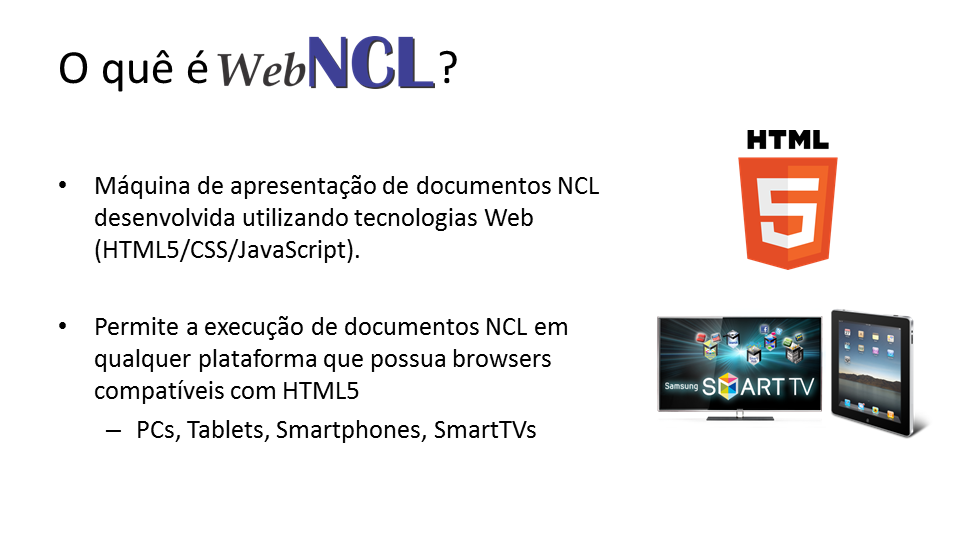 O quê é WebNCL?
• Máquina de apresentação de documentos NCL
desenvolvida utilizando tecnologias Web
(HTML5/CSS/JavaScript).
• Permite a execução de documentos NCL em
qualquer plataforma que possua browsers
compatíveis com HTML5
– PCs, Tablets, Smartphones, SmartTVs
HTML
5
Samsung SMART TV